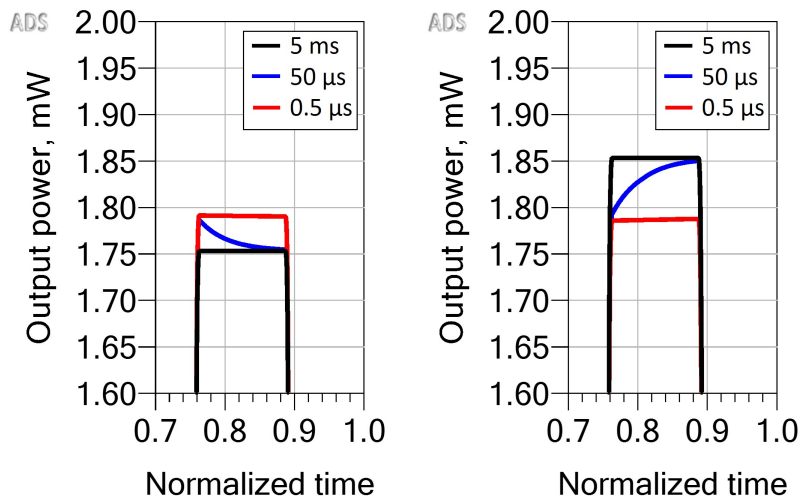 ADS
Output power, mW
2.00
1.95
1.90
1.85
1.80
1.75
1.70
1.65
1.60
5 ms
50 µs
0.5 µs
0.7 0.8 0.9 1.0
Normalized time
ADS
Output power, mW
2.00
1.95
1.90
1.85
1.80
1.75
1.70
1.65
1.60
5 ms
50 µs
0.5 µs
0.7 0.8 0.9 1.0
Normalized time